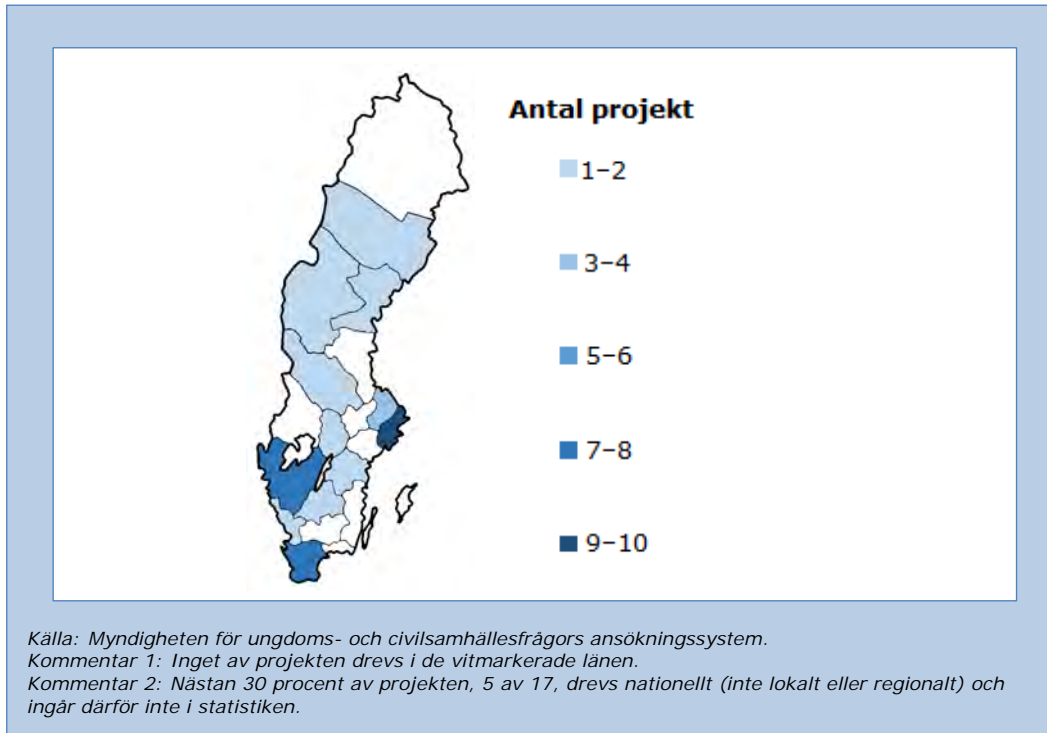 Antal projekt
1–2
3–4
5–6
7–8
9–10
Källa: Myndigheten för ungdoms- och civilsamhällesfrågors ansökningssystem.
Kommentar 1: Inget av projekten drevs i de vitmarkerade länen.
Kommentar 2: Nästan 30 procent av projekten, 5 av 17, drevs nationellt (inte lokalt eller regionalt) och
ingår därför inte i statistiken.